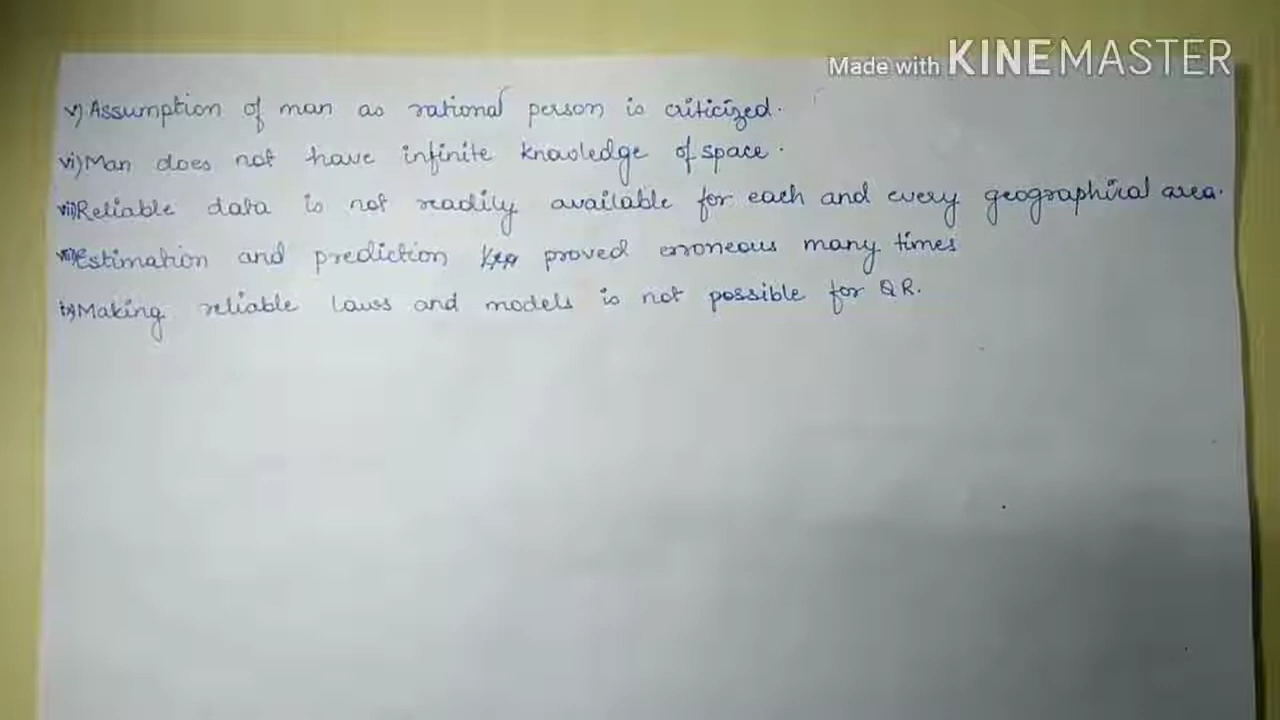 Made with KINEMASTER
v) Assumption of man as rational person is criticized.
vi) Man does not have infinite knowledge of space.
vii) Reliable data is not readily available for each and every geographical area.
viii) Estimation and prediction proved erroneous many times
ix) Making reliable laws and models is not possible for QR.